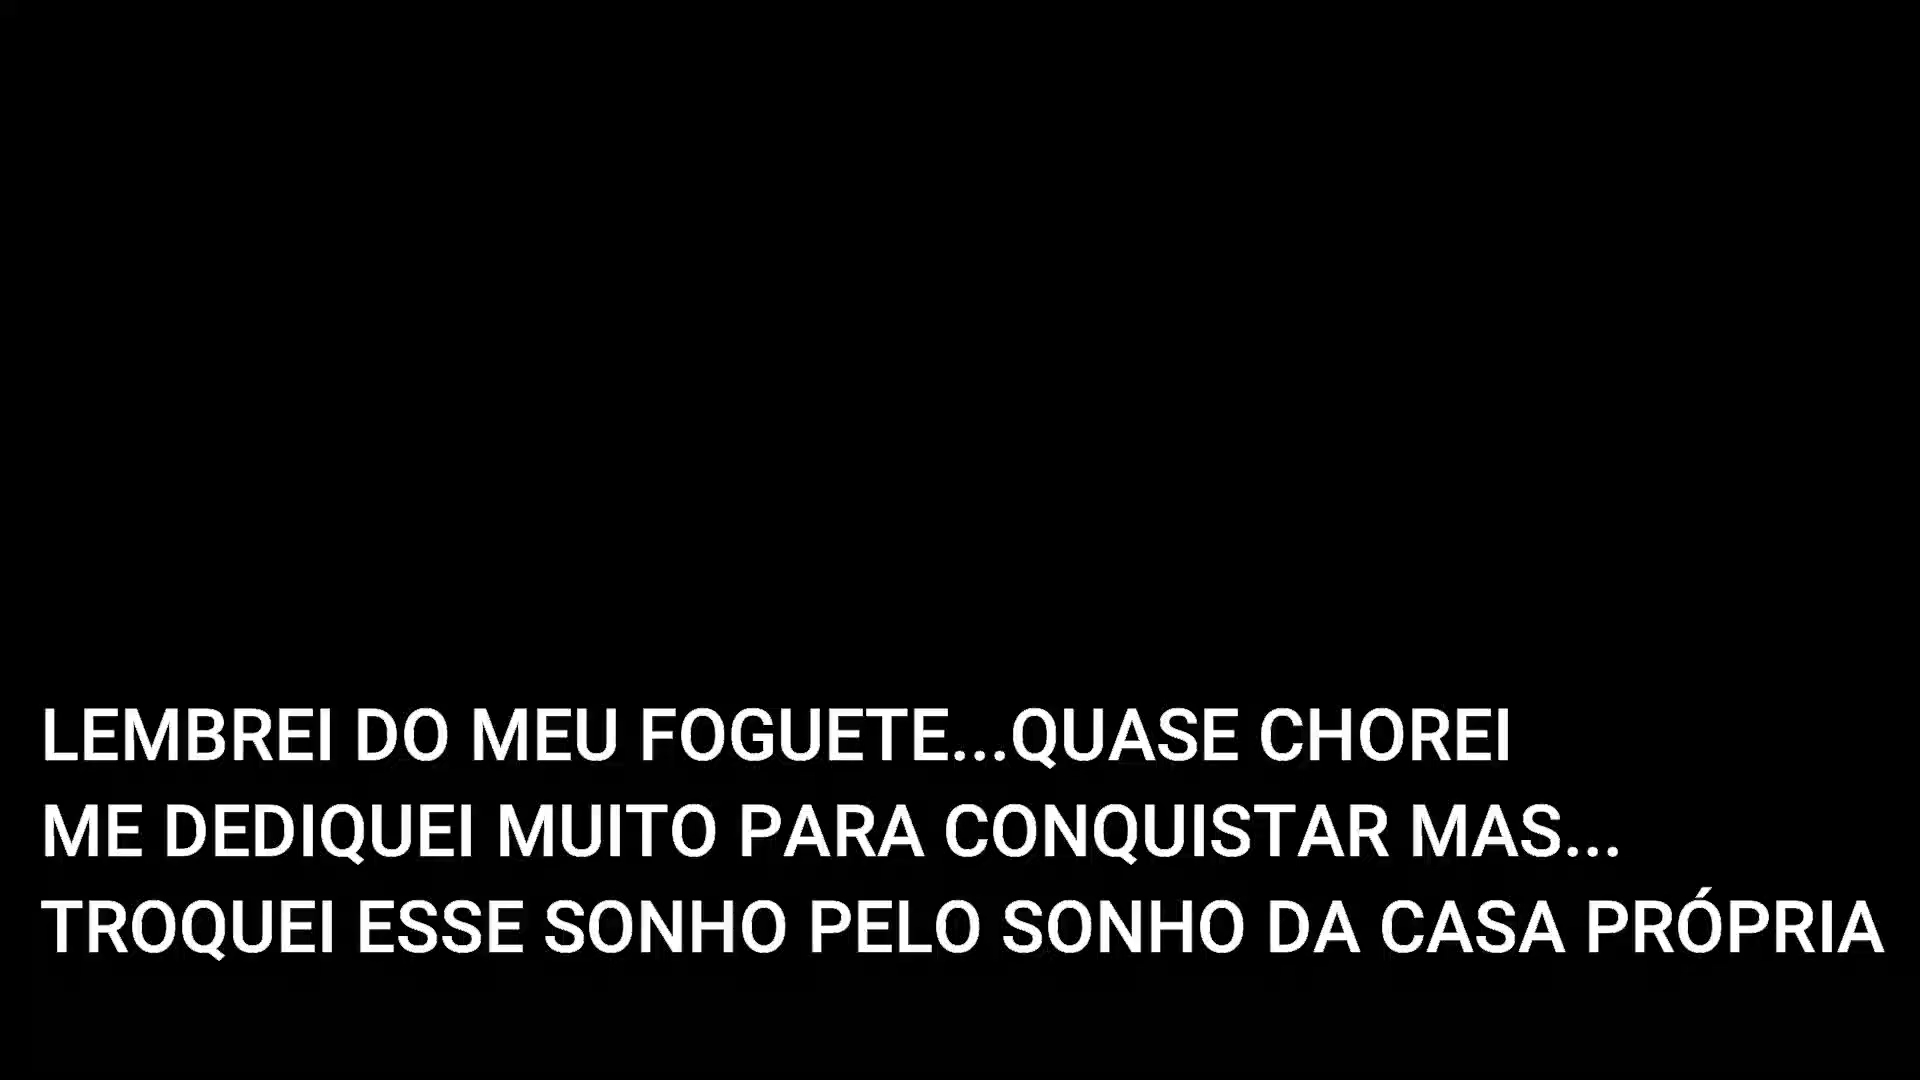 LEMBREI DO MEU FOGUETE...QUASE CHOREI
ME DEDIQUEI MUITO PARA CONQUISTAR MAS...
TROQUEI ESSE SONHO PELO SONHO DA CASA PRÓPRIA